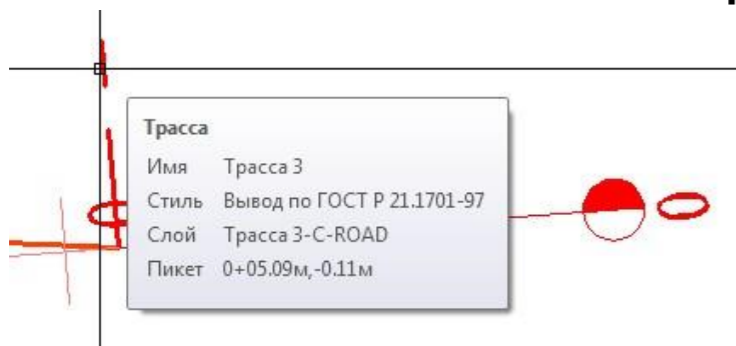 Трасса
Имя Трасса 3
Стиль Вывод по ГОСТ Р 21.1701-97
Слой Трасса 3-C-ROAD
Пикет 0+05.09м,-0.11м
0